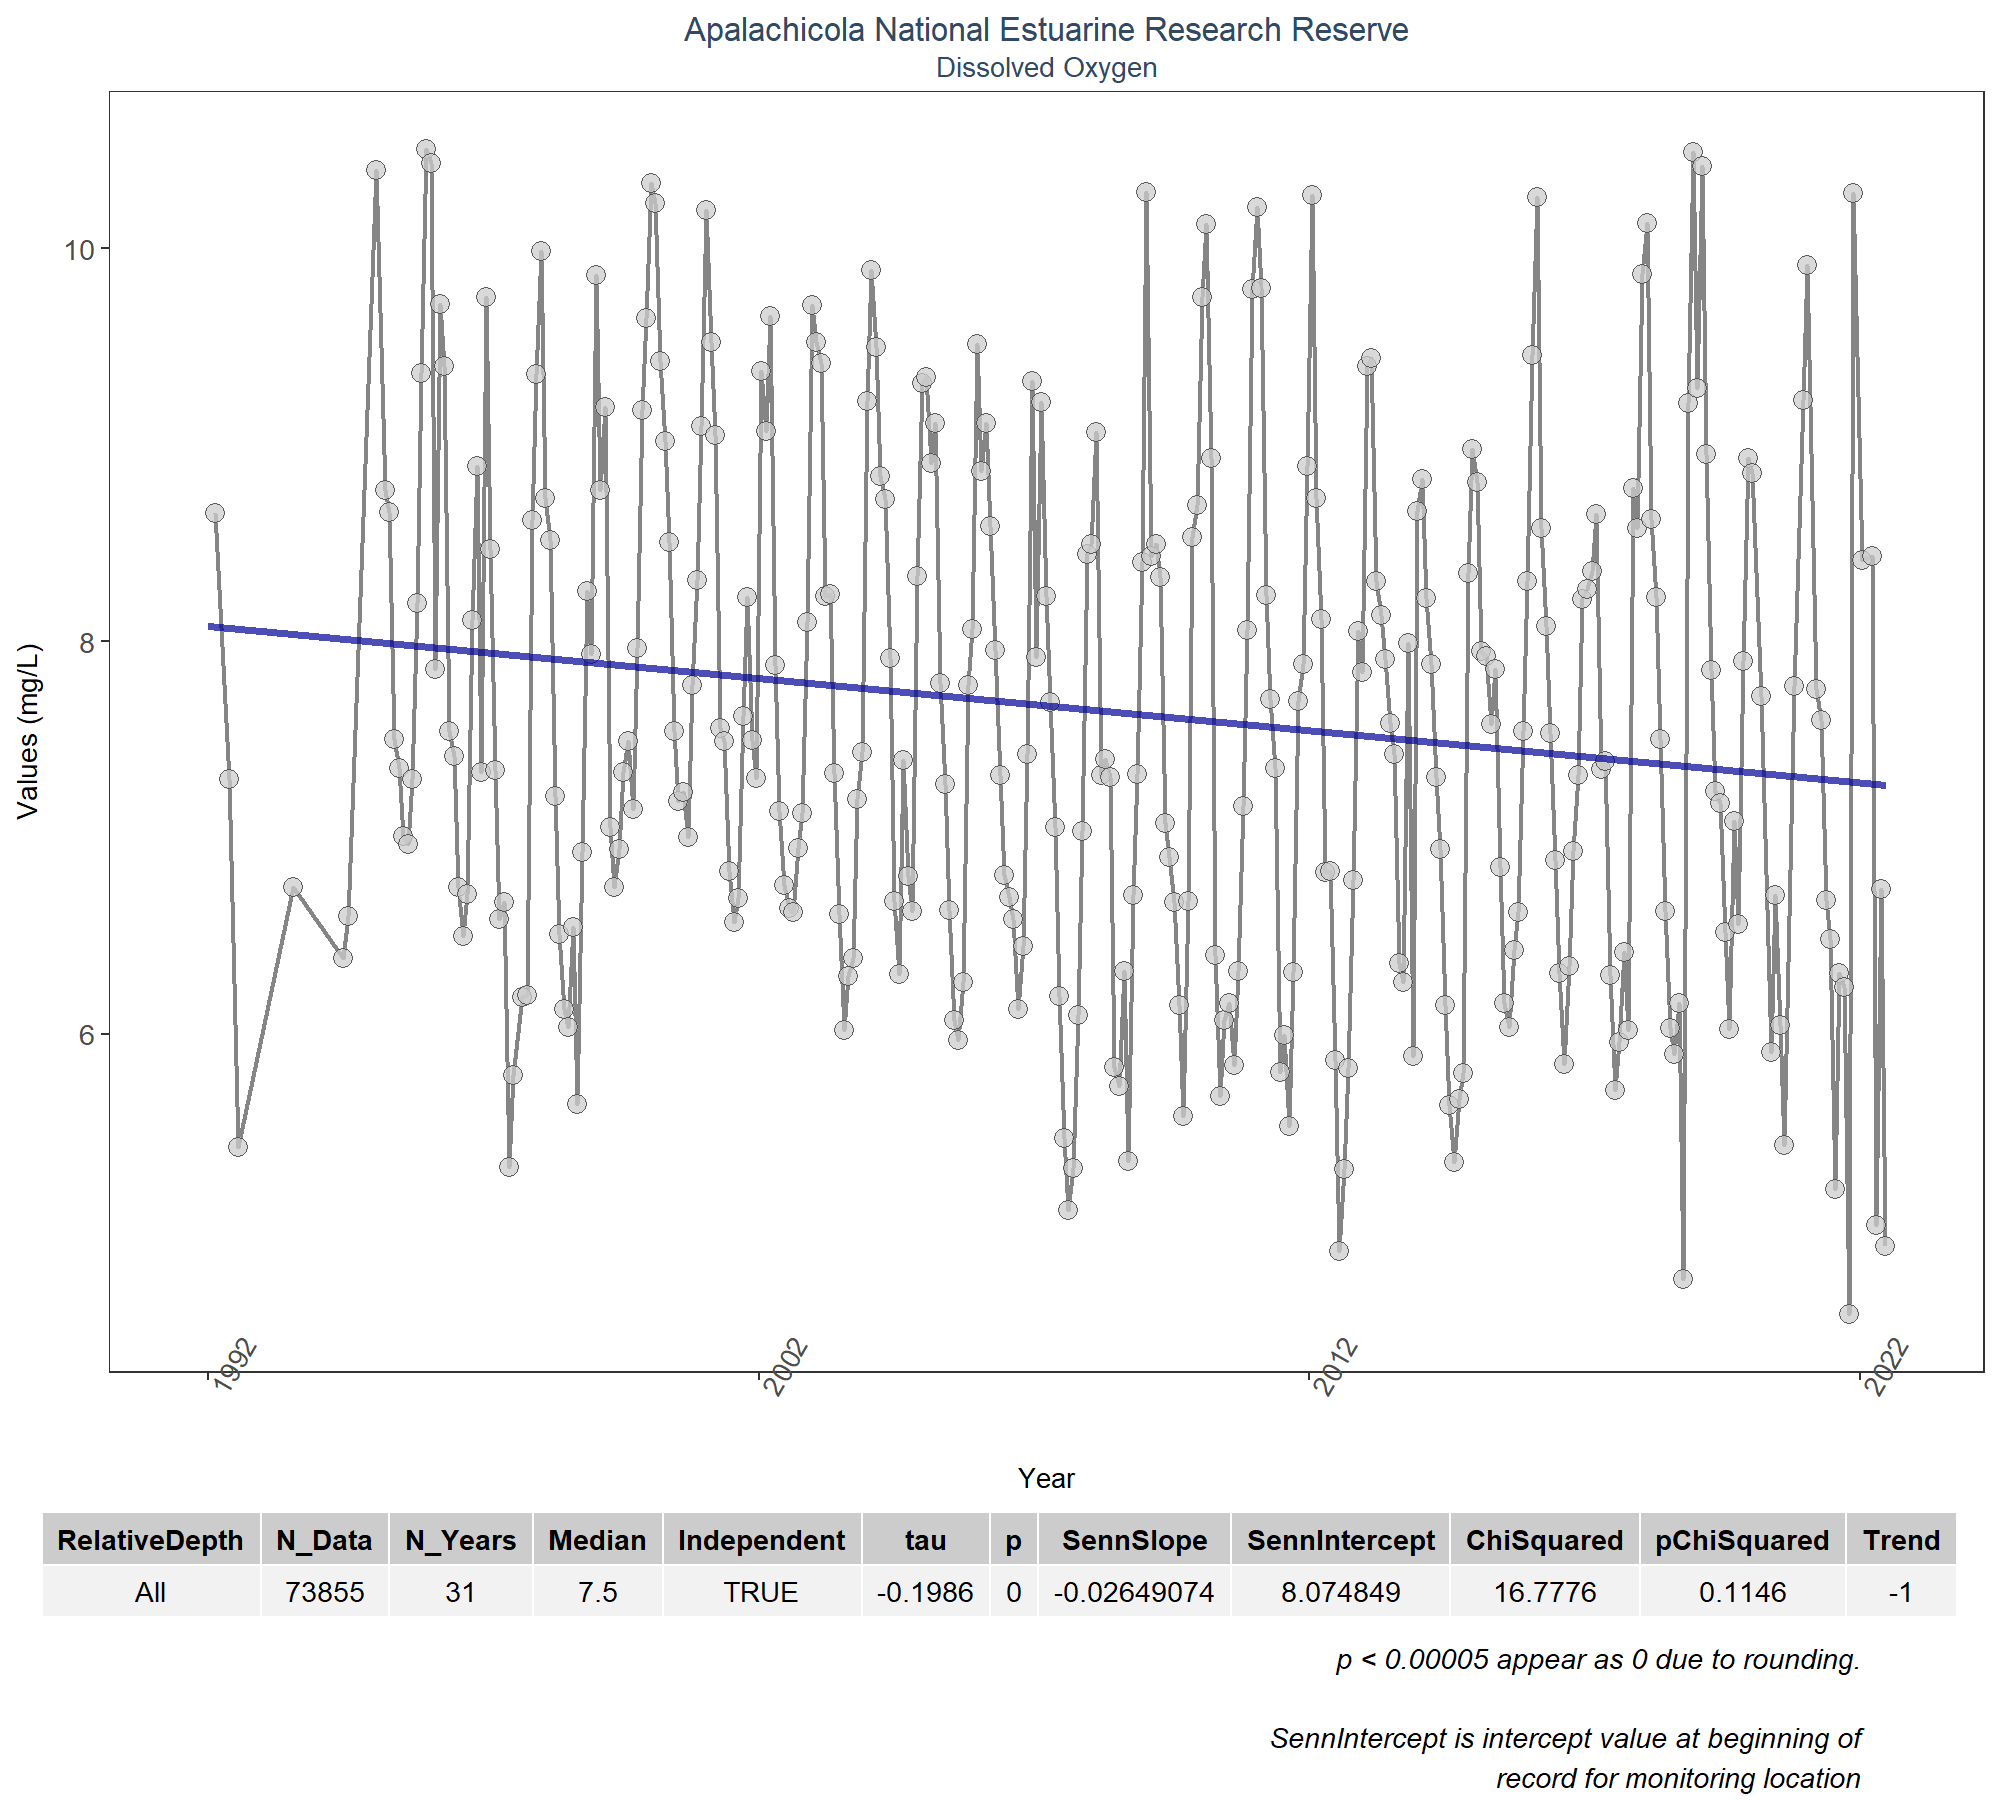 Apalachicola National Estuarine Research Reserve
Dissolved Oxygen
10
8
6
Values (mg/L)
1992
2002
2012
2022
Year
RelativeDepth N_Data N_Years Median Independent tau p SennSlope SennIntercept ChiSquared pChiSquared Trend
All 73855 31 7.5 TRUE -0.1986 0 -0.02649074 8.074849 16.7776 0.1146 -1
p < 0.00005 appear as 0 due to rounding.
SennIntercept is intercept value at beginning of
record for monitoring location